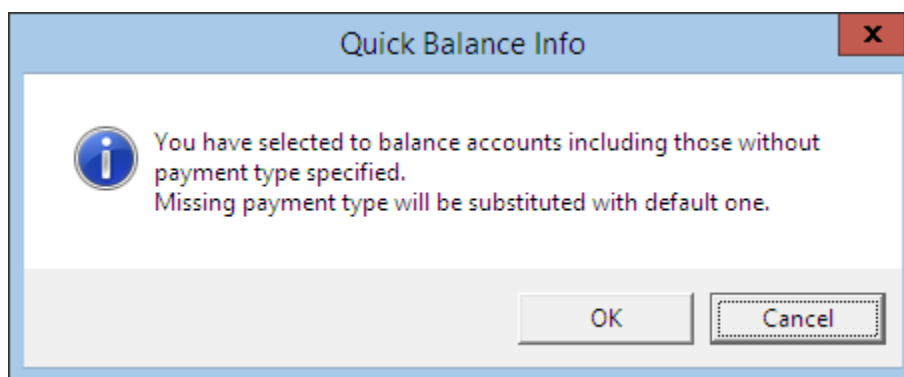 Quick Balance Info
x
You have selected to balance accounts including those without
payment type specified.
Missing payment type will be substituted with default one.
OK
Cancel